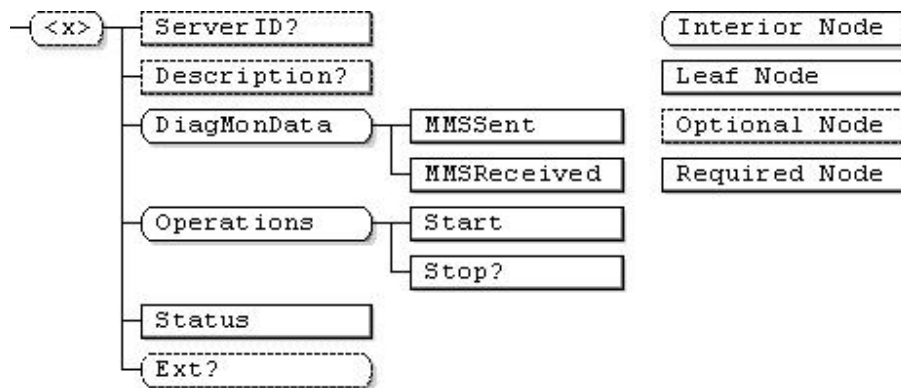 <x>
ServerID?
Description?
DiagMonData
MMSSent
MMSReceived
Operations
Start
Stop?
Status
Ext?
Interior Node
Leaf Node
Optional Node
Required Node